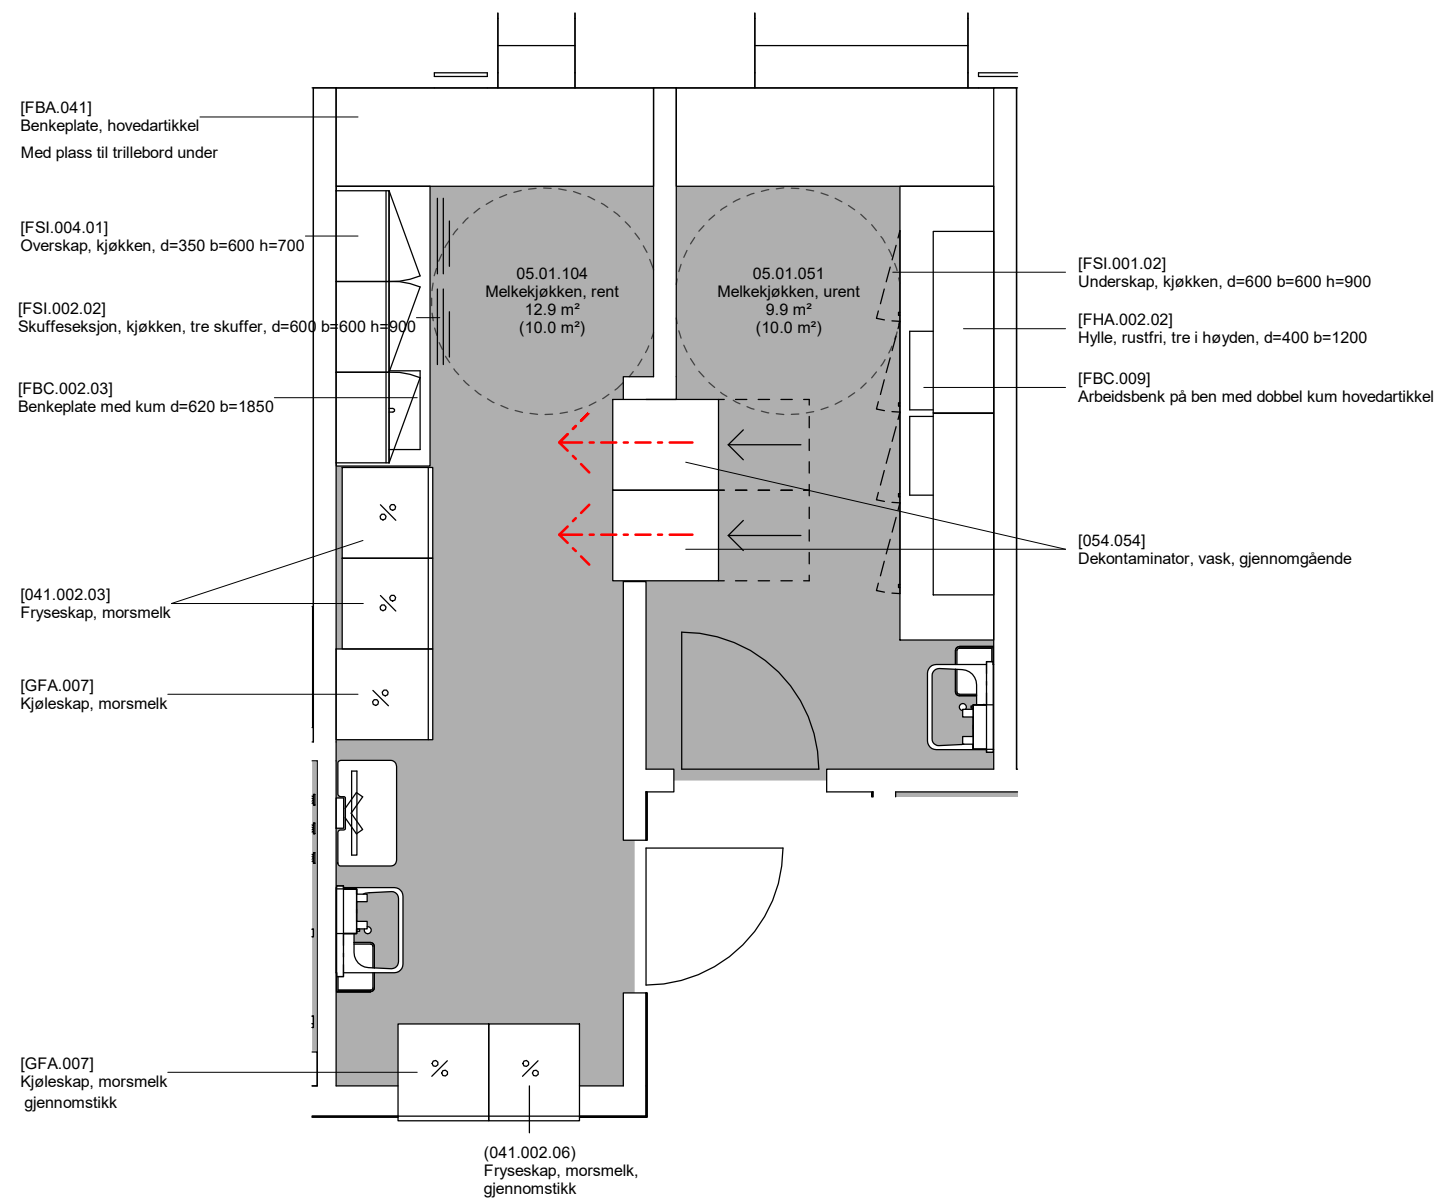 [FBA.041]
Benkeplate, hovedartikkel
Med plass til trillebord under
[FSI.004.01]
Overskap, kjøkken, d=350 b=600 h=700
[FSI.002.02]
Skuffeseksjon, kjøkken, tre skuffer, d=600 b=600 h=900
[FBC.002.03]
Benkeplate med kum d=620 b=1850
[041.002.03]
Fryseskap, morsmelk
[GFA.007]
Kjøleskap, morsmelk
[GFA.007]
Kjøleskap, morsmelk
gjennomstikk
05.01.104
Melkekjøkken, rent
12.9 m²
(10.0 m²)
05.01.051
Melkekjøkken, urent
9.9 m²
(10.0 m²)
%
%
%
%
%
(041.002.06)
Fryseskap, morsmelk,
gjennomstikk
[FSI.001.02]
Underskap, kjøkken, d=600 b=600 h=900
[FHA.002.02]
Hylle, rustfri, tre i høyden, d=400 b=1200
[FBC.009]
Arbeidsbenk på ben med dobbel kum hovedartikkel
[054.054]
Dekontaminator, vask, gjennomgående